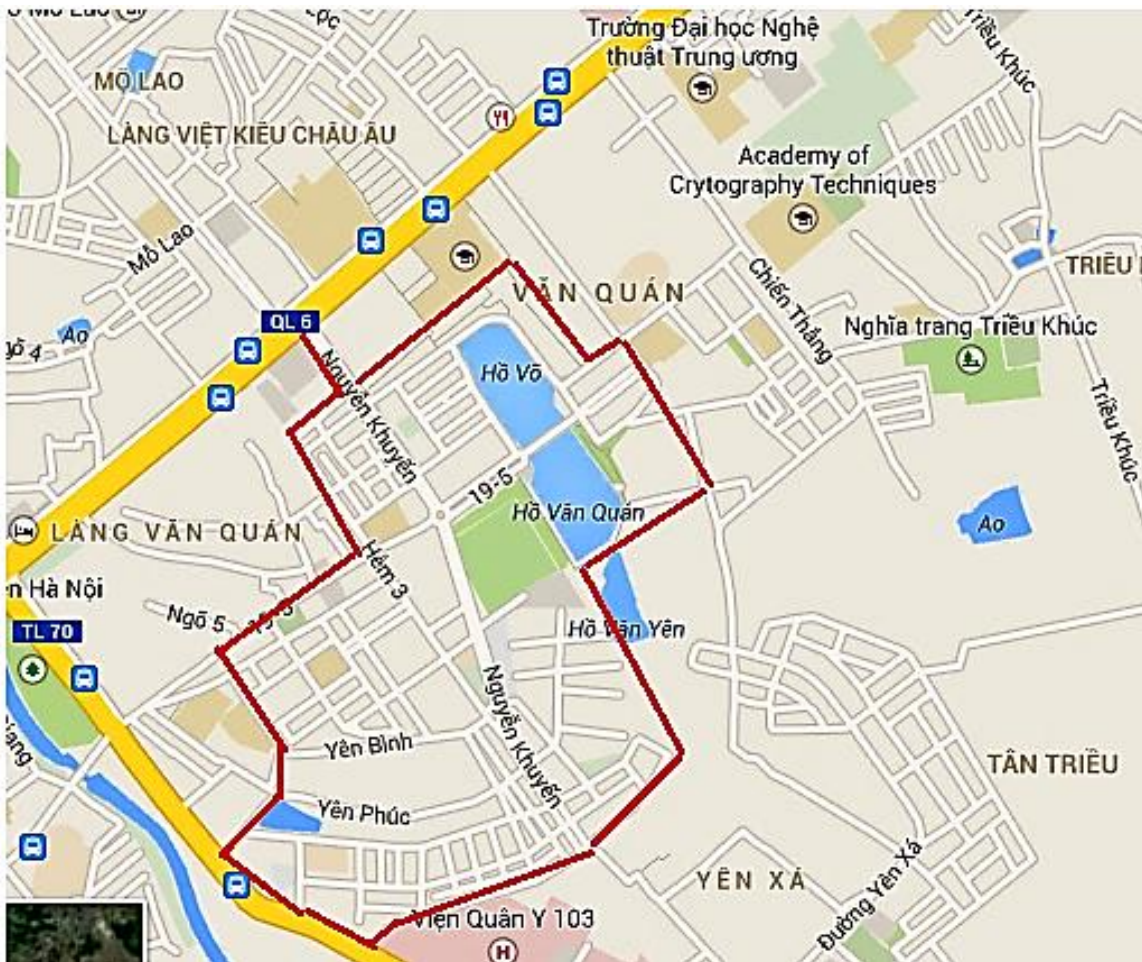 Trường Đại học Nghệ
thuật Trung ương
Triều Khúc
MỖ LAO
LÀNG VIỆT KIỀU CHÂU ÂU
Academy of
Crytography Techniques
Mỗ Lao
VĂN QUÁN
TRIỀU
Chiến Thắng
QL 6
Ao
Nghĩa trang Triều Khúc
Hồ Võ
Nguyễn Khuyến
Triều Khúc
19-5
Hồ Văn Quán
Ao
LÀNG VĂN QUÁN
Hẻm 3
Hà Nội
Ngõ 5
TL 70
Hồ Văn Yên
Nguyễn Khuyến
Yên Bình
TÂN TRIỀU
Yên Phúc
YÊN XÁ
Đường Yên Xá
Viện Quân Y 103
H